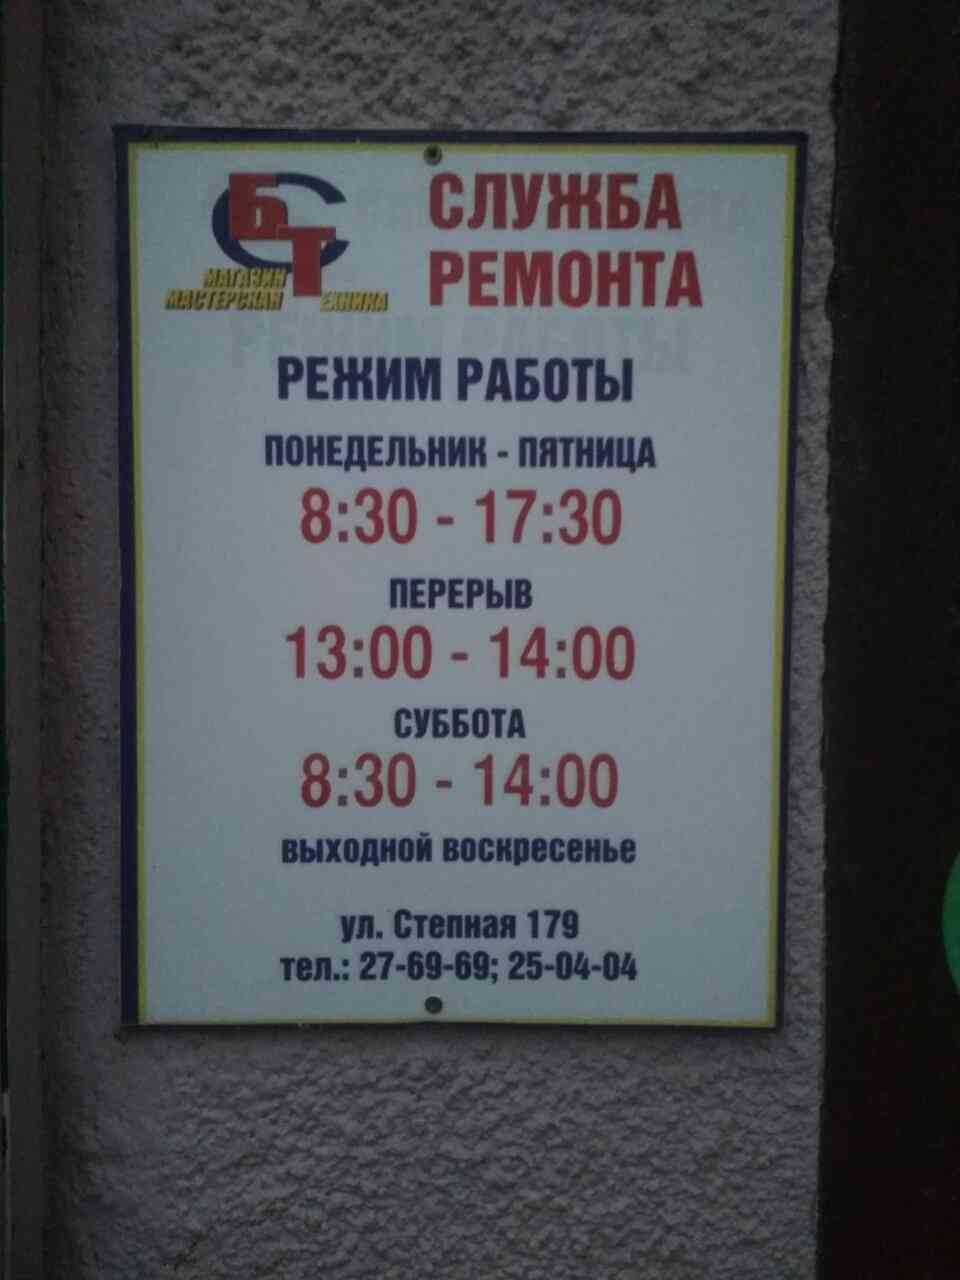 БТС
МАГАЗИН
МАСТЕРСКАЯ ТЕХНИКА
СЛУЖБА
РЕМОНТА
РЕЖИМ РАБОТЫ
ПОНЕДЕЛЬНИК - ПЯТНИЦА
8:30 - 17:30
ПЕРЕРЫВ
13:00 - 14:00
СУББОТА
8:30 - 14:00
ВЫХОДНОЙ ВОСКРЕСЕНЬЕ
ул. Степная 179
тел.: 27-69-69; 25-04-04